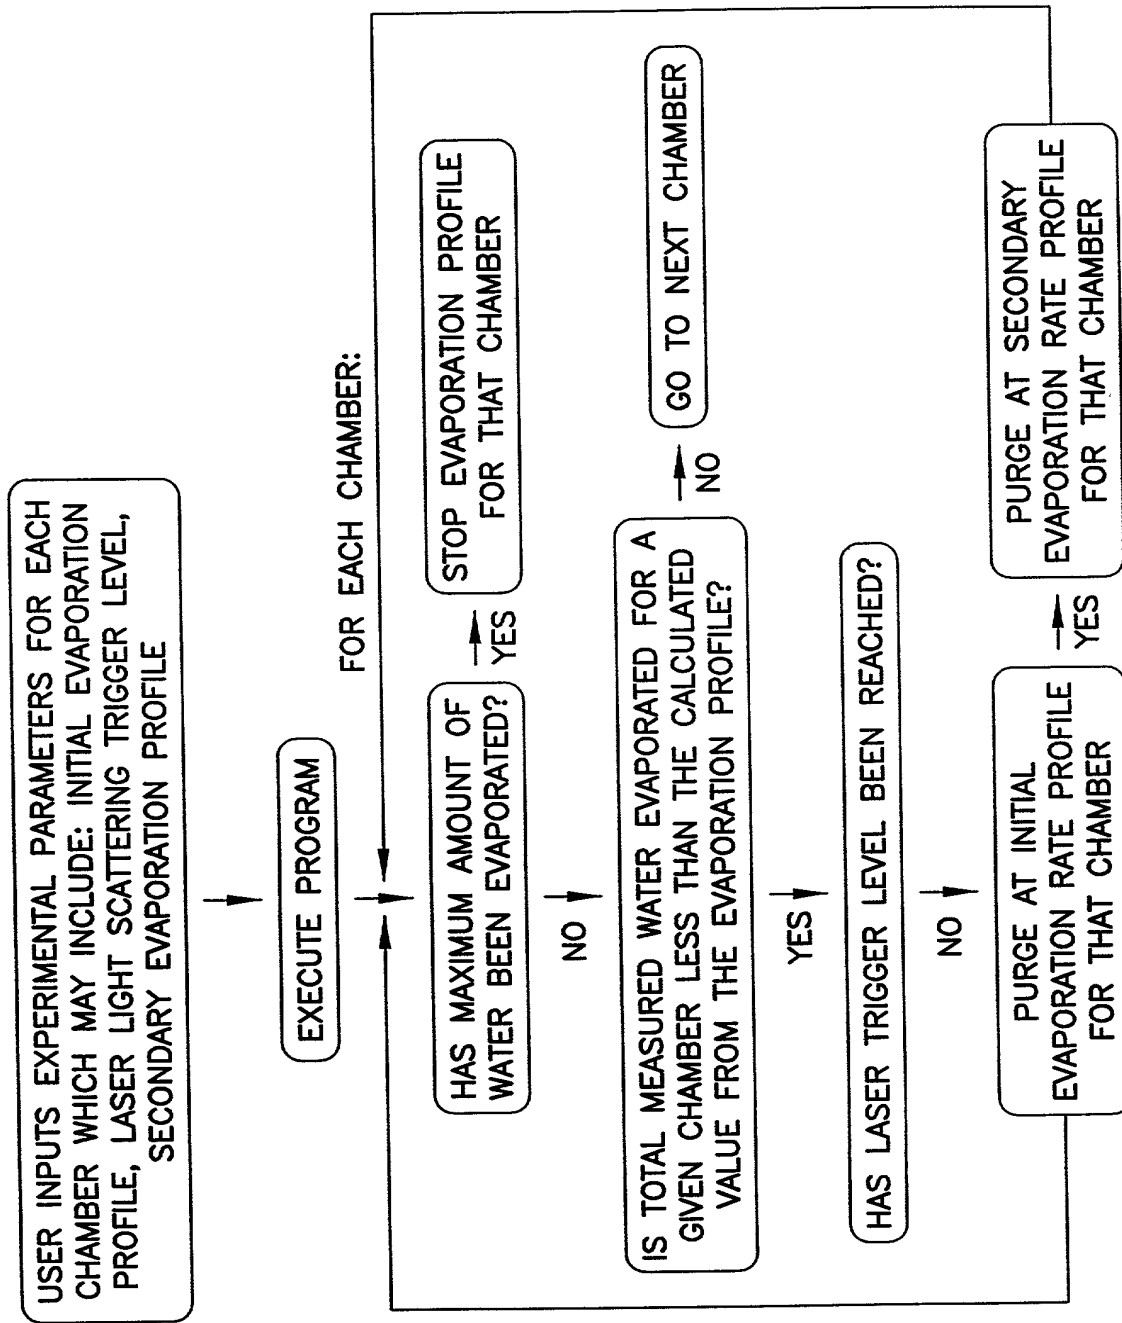 USER INPUTS EXPERIMENTAL PARAMETERS FOR EACH
CHAMBER WHICH MAY INCLUDE: INITIAL EVAPORATION
PROFILE, LASER LIGHT SCATTERING TRIGGER LEVEL,
SECONDARY EVAPORATION PROFILE
EXECUTE PROGRAM
FOR EACH CHAMBER:
HAS MAXIMUM AMOUNT OF
WATER BEEN EVAPORATED?
YES
STOP EVAPORATION PROFILE
FOR THAT CHAMBER
NO
IS TOTAL MEASURED WATER EVAPORATED FOR A
GIVEN CHAMBER LESS THAN THE CALCULATED
VALUE FROM THE EVAPORATION PROFILE?
NO
GO TO NEXT CHAMBER
YES
HAS LASER TRIGGER LEVEL BEEN REACHED?
NO
PURGE AT INITIAL
EVAPORATION RATE PROFILE
FOR THAT CHAMBER
YES
PURGE AT SECONDARY
EVAPORATION RATE PROFILE
FOR THAT CHAMBER